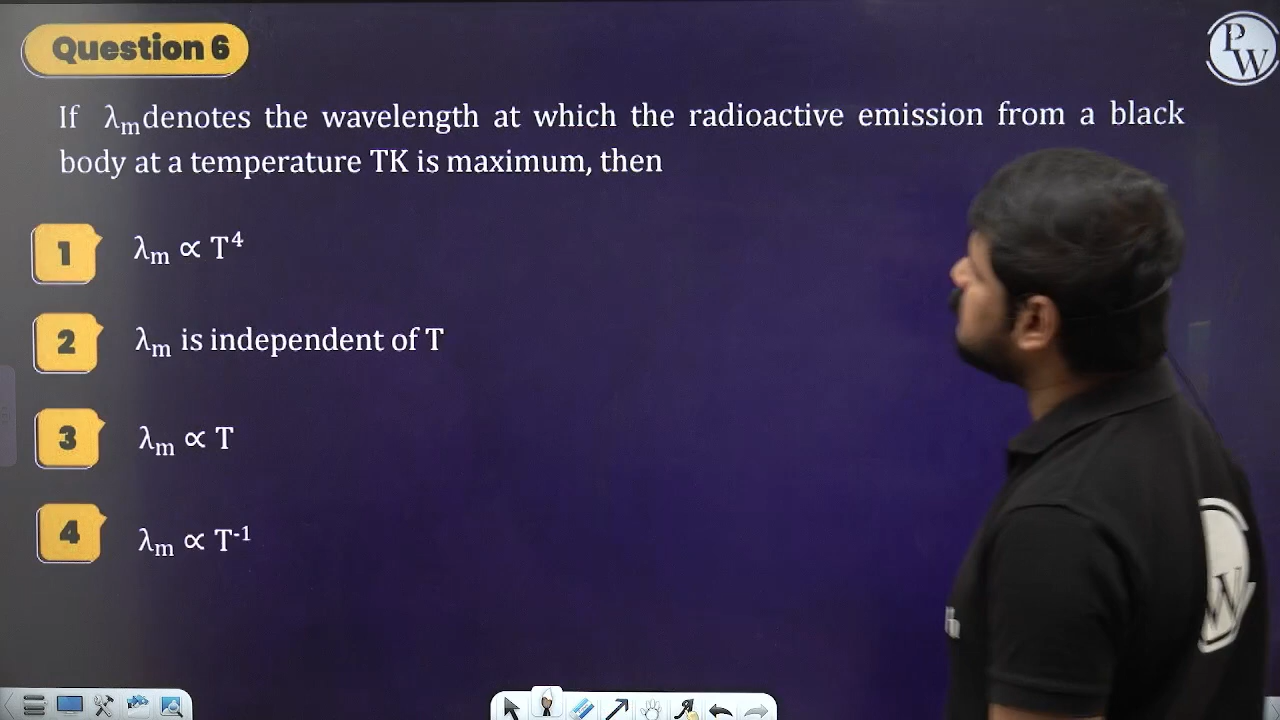 Question 6
PW
If λₘdenotes the wavelength at which the radioactive emission from a black
body at a temperature TK is maximum, then
1 λₘ ∝ T⁴
2 λₘ is independent of T
3 λₘ ∝ T
4 λₘ ∝ T⁻¹
W